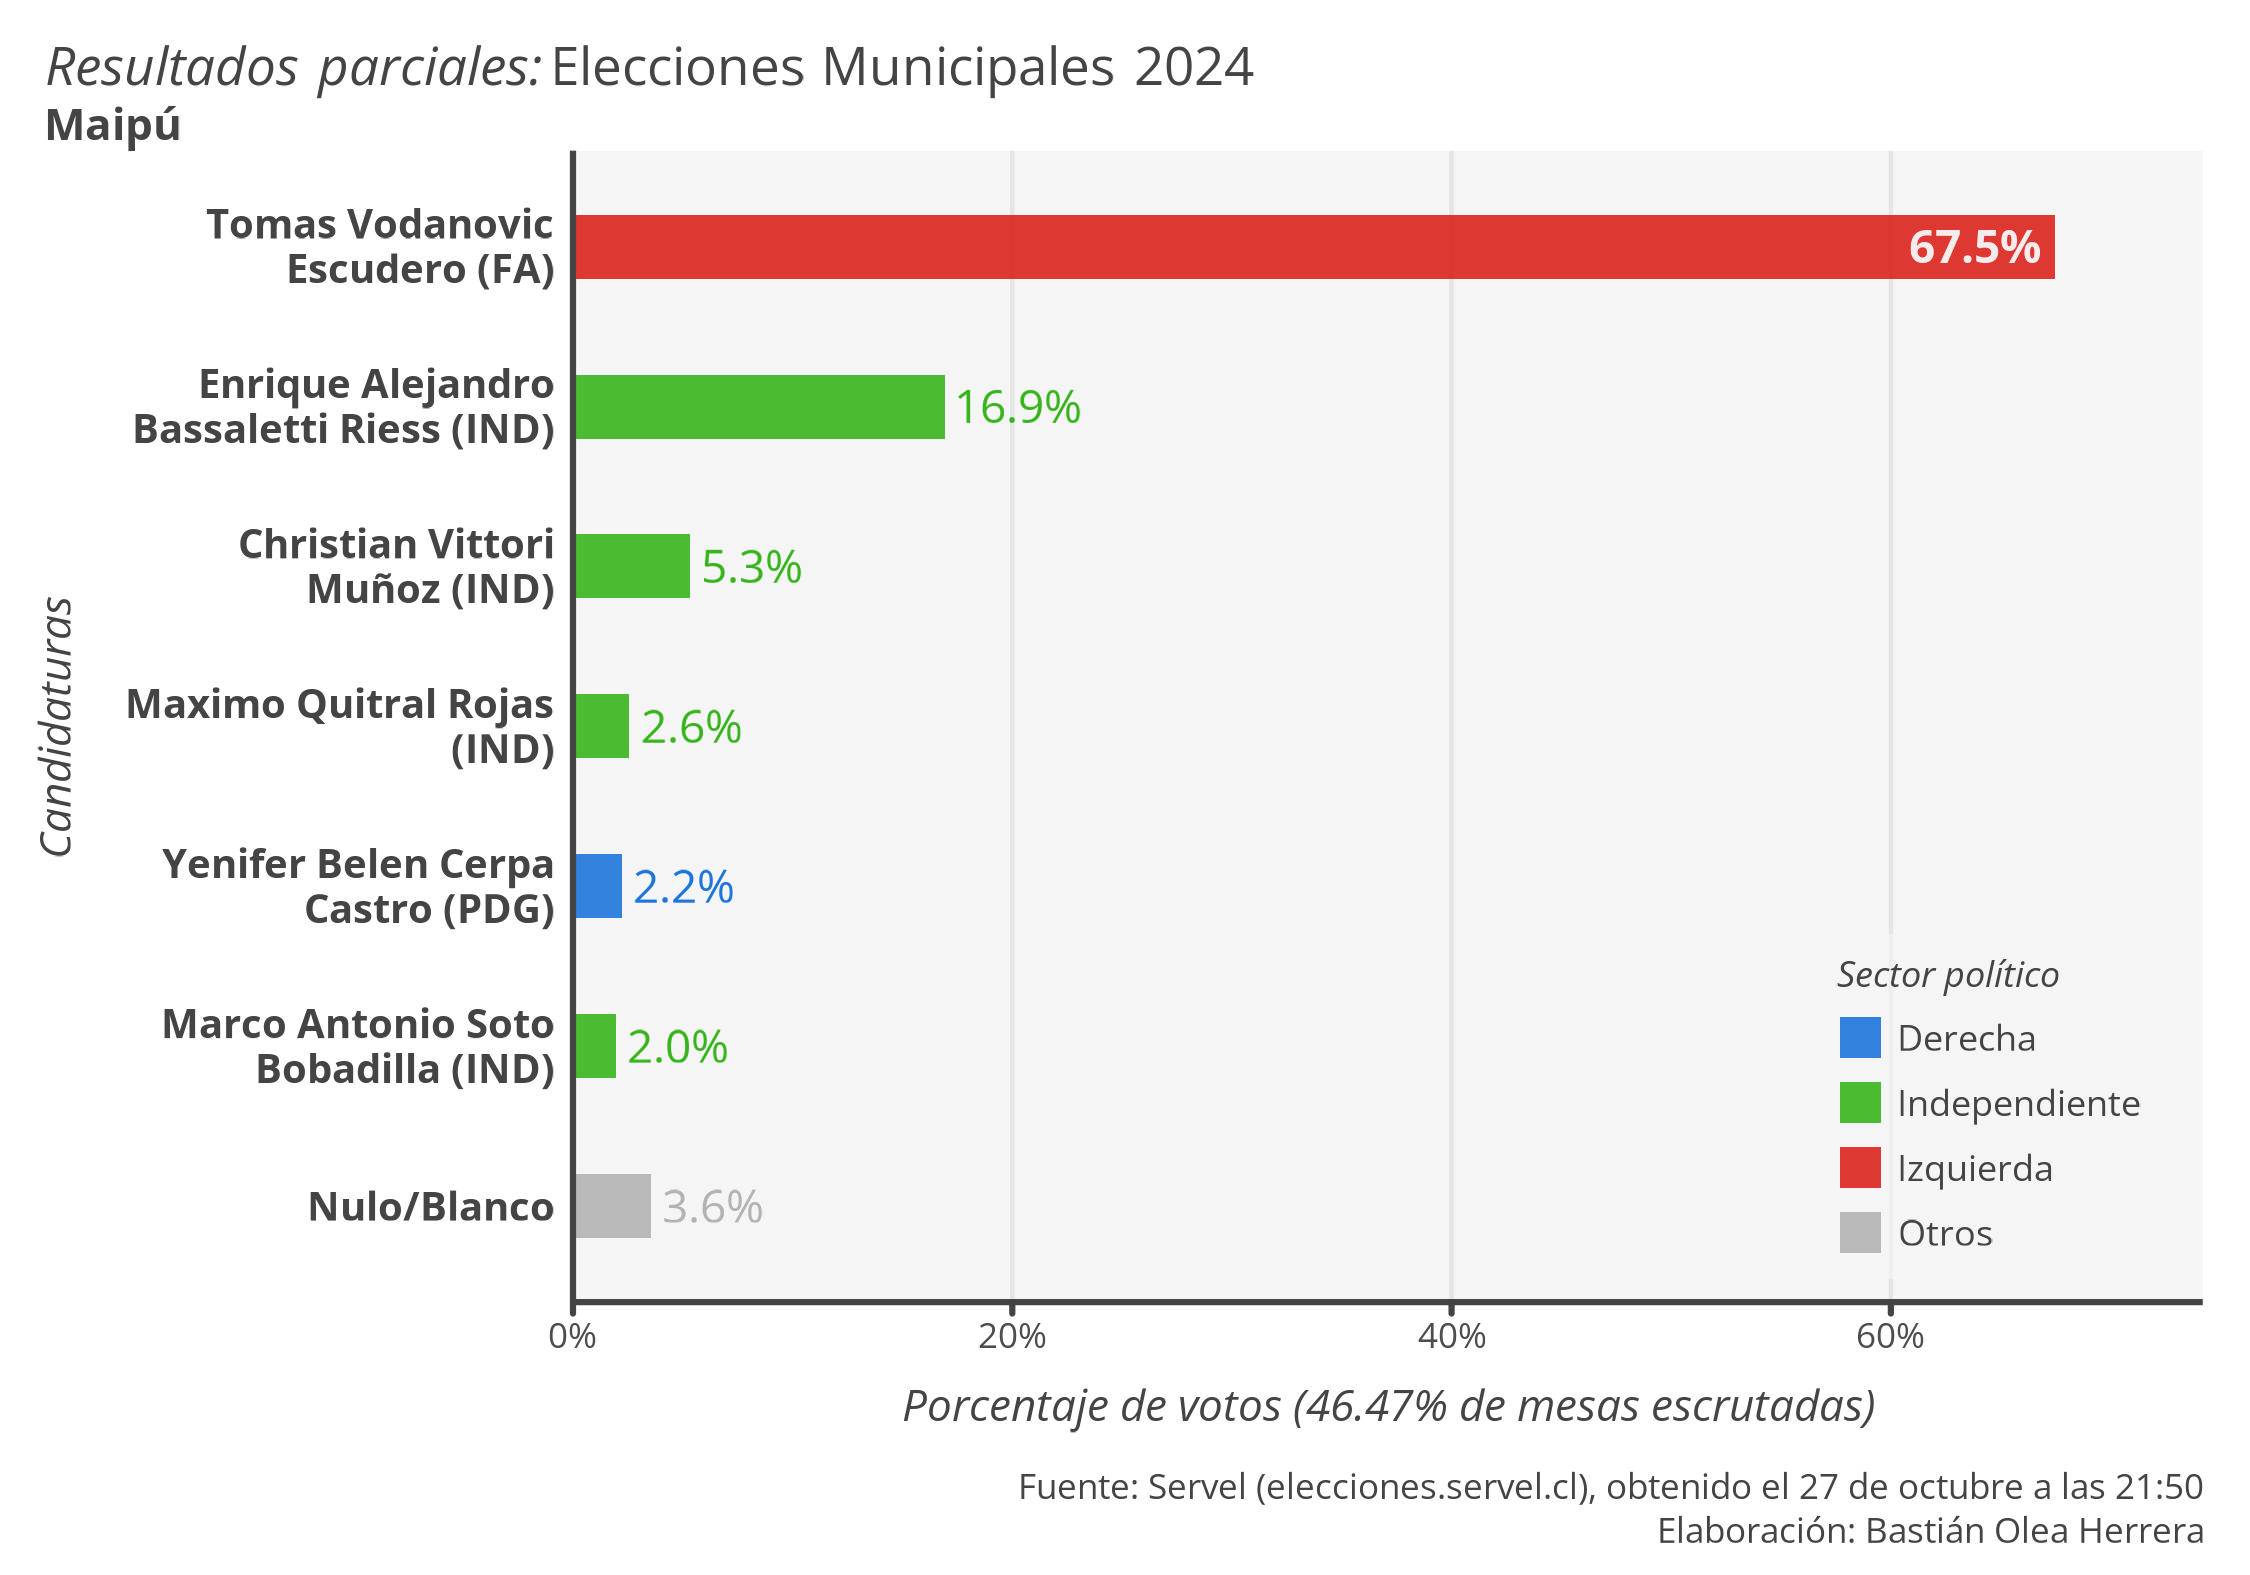 Resultados parciales: Elecciones Municipales 2024
Maipú
Candidaturas
Tomas Vodanovic
Escudero (FA)
67.5%
Enrique Alejandro
Bassaletti Riess (IND)
16.9%
Christian Vittori
Muñoz (IND)
5.3%
Maximo Quitral Rojas
(IND)
2.6%
Yenifer Belen Cerpa
Castro (PDG)
2.2%
Marco Antonio Soto
Bobadilla (IND)
2.0%
Nulo/Blanco
3.6%
Sector político
Derecha
Independiente
Izquierda
Otros
0% 20% 40% 60%
Porcentaje de votos (46.47% de mesas escrutadas)
Fuente: Servel (elecciones.servel.cl), obtenido el 27 de octubre a las 21:50
Elaboración: Bastián Olea Herrera